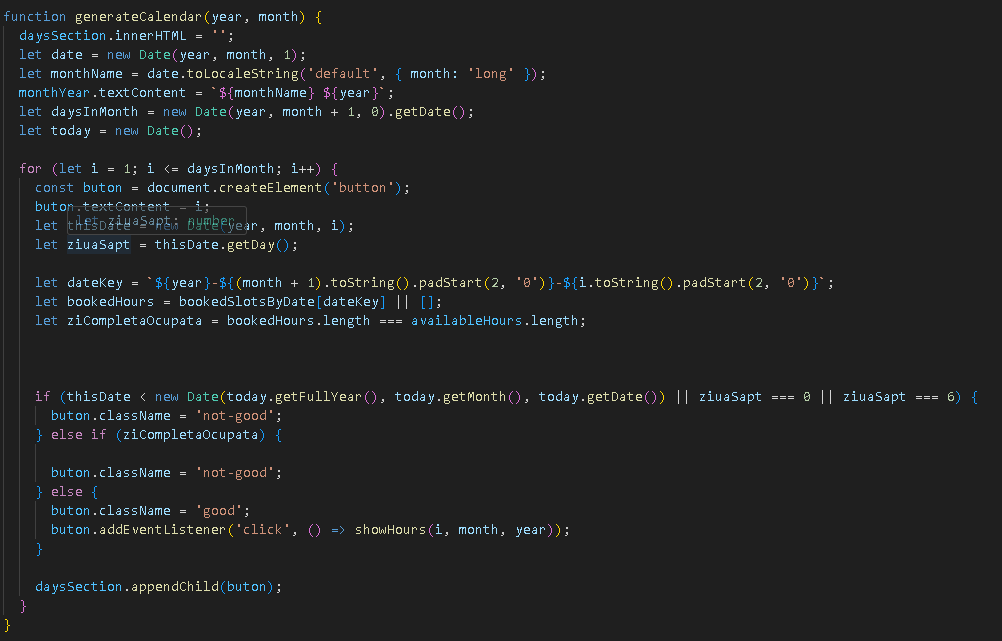 function generateCalendar(year, month) {
  daysSection.innerHTML = '';
  let date = new Date(year, month, 1);
  let monthName = date.toLocaleString('default', { month: 'long' });
  monthYear.textContent = `${monthName} ${year}`;
  let daysInMonth = new Date(year, month + 1, 0).getDate();
  let today = new Date();

  for (let i = 1; i <= daysInMonth; i++) {
    const buton = document.createElement('button');
    buton.textContent = i;
    let ziuaSapt: number
    let thisDate = new Date(year, month, i);
    let ziuaSapt = thisDate.getDay();

    let dateKey = `${year}-${(month + 1).toString().padStart(2, '0')}-${i.toString().padStart(2, '0')}`;
    let bookedHours = bookedSlotsByDate[dateKey] || [];
    let ziCompletaOcupata = bookedHours.length === availableHours.length;



    if (thisDate < new Date(today.getFullYear(), today.getMonth(), today.getDate()) || ziuaSapt === 0 || ziuaSapt === 6) {
      buton.className = 'not-good';
    } else if (ziCompletaOcupata) {

      buton.className = 'not-good';
    } else {
      buton.className = 'good';
      buton.addEventListener('click', () => showHours(i, month, year));
    }

    daysSection.appendChild(buton);
  }
}